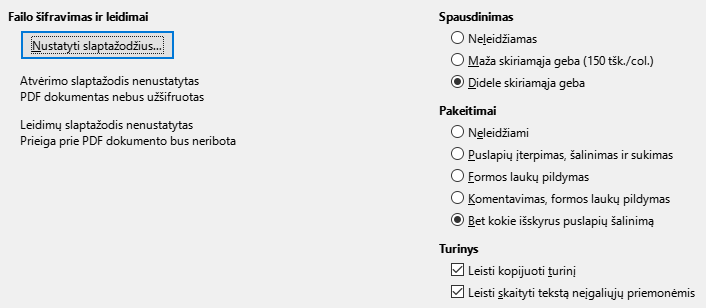 Failo šifravimas ir leidimai
Nustatyti slaptažodžius...
Atvėrimo slaptažodis nenustatytas
PDF dokumentas nebus užšifruotas
Leidimų slaptažodis nenustatytas
Prieiga prie PDF dokumento bus neribota
Spausdinimas
Neleidžiamas
Maža skiriamąja geba (150 tšk./col.)
Didele skiriamąja geba
Pakeitimai
Neleidžiami
Puslapių įterpimas, šalinimas ir sukimas
Formos laukų pildymas
Komentavimas, formos laukų pildymas
Bet kokie išskyrus puslapių šalinimą
Turinys
Leisti kopijuoti turinį
Leisti skaityti tekstą neįgaliųjų priemonėmis